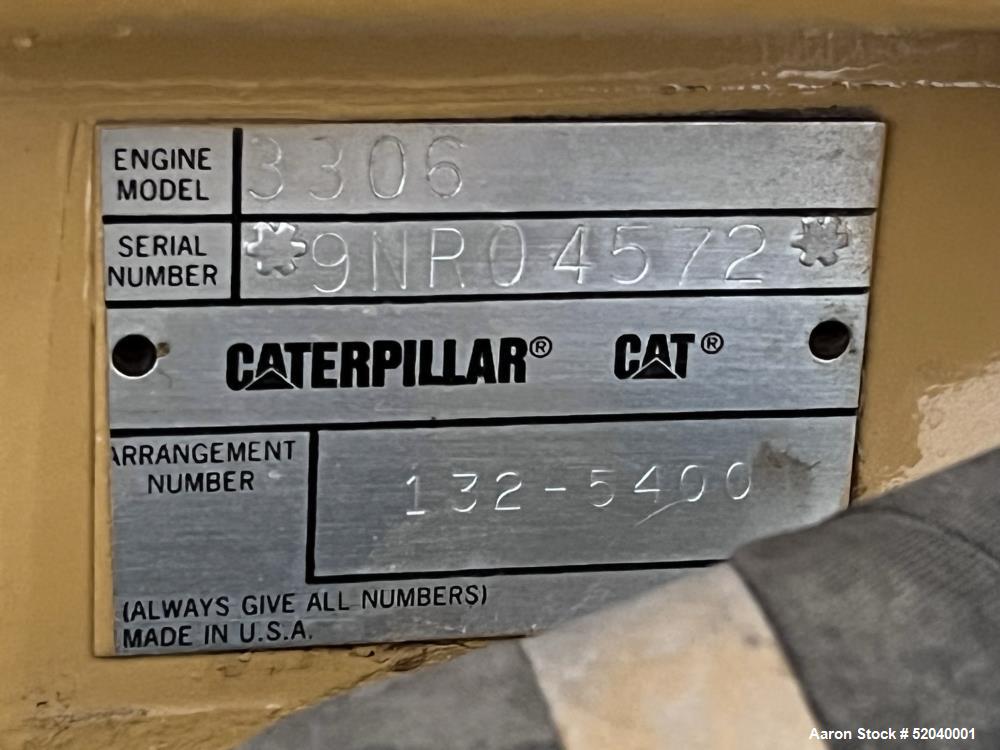 ENGINE MODEL 3306
SERIAL NUMBER *9NR04572*
CATERPILLAR® CAT®
ARRANGEMENT NUMBER 132-5400
(ALWAYS GIVE ALL NUMBERS)
MADE IN U.S.A.
Aaron Stock # 52040001